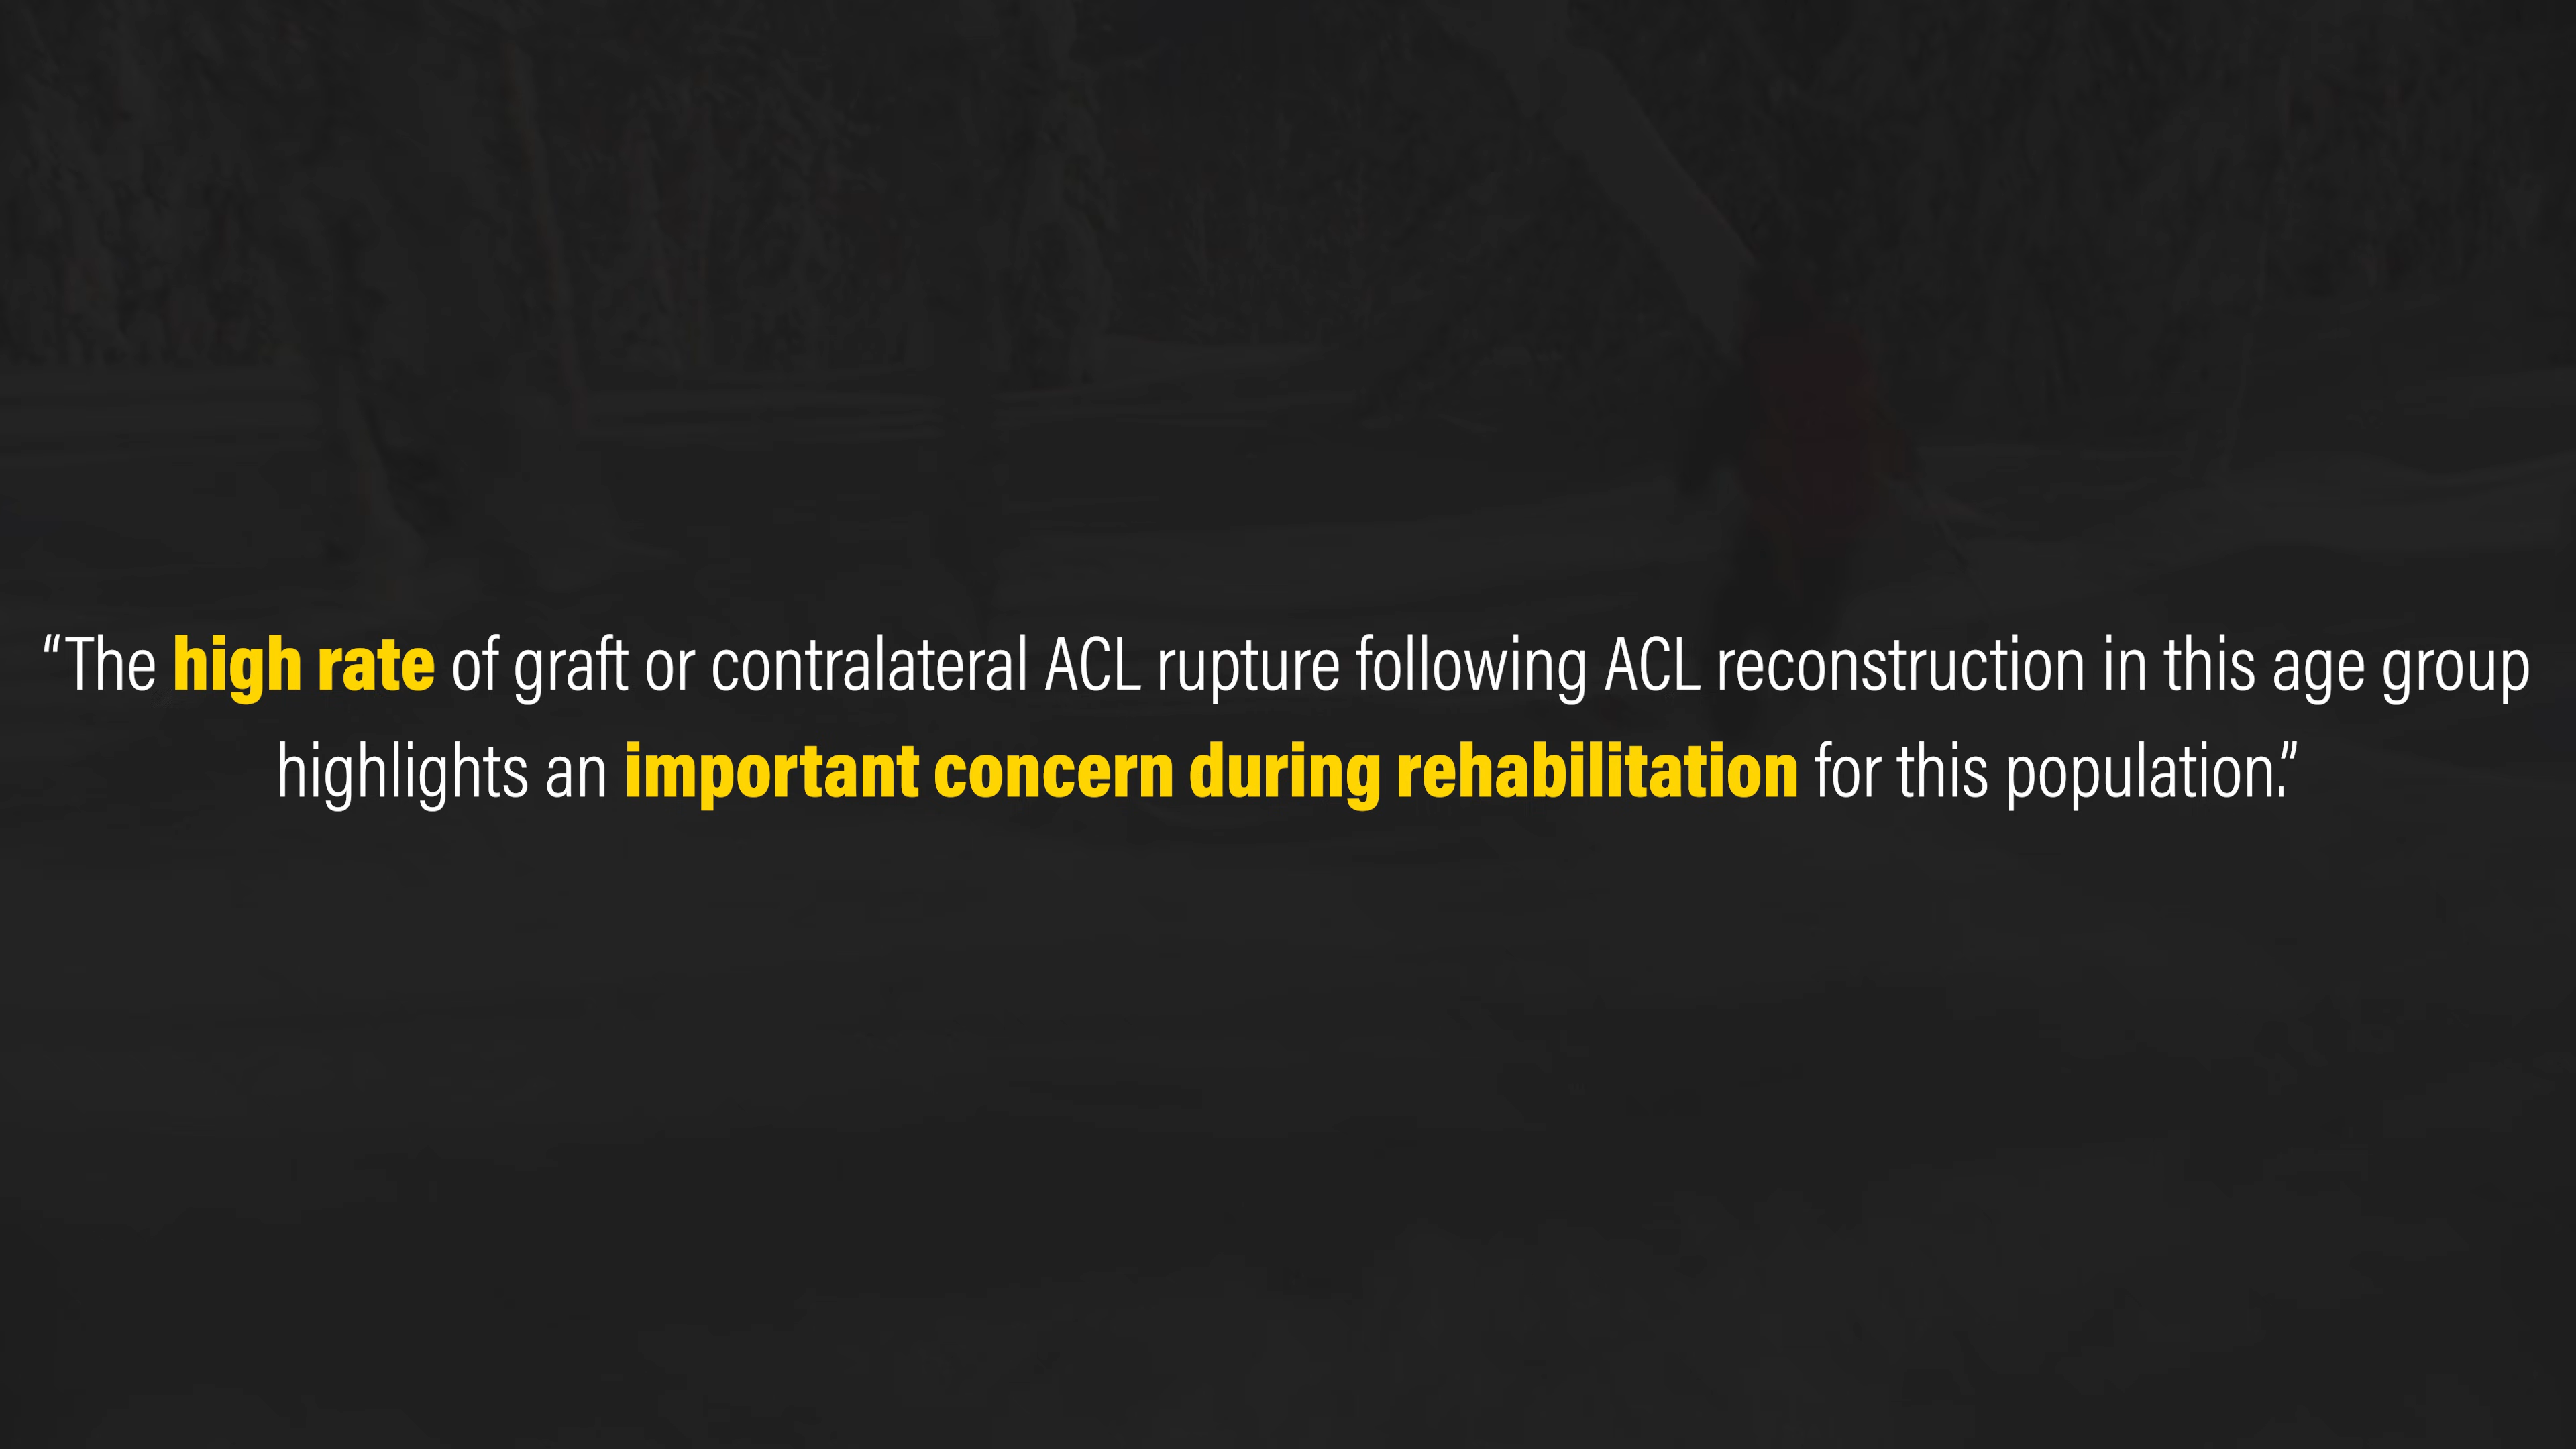 “The high rate of graft or contralateral ACL rupture following ACL reconstruction in this age group
highlights an important concern during rehabilitation for this population.”